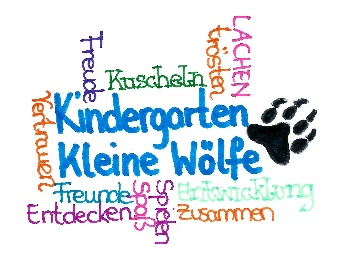 Freude
Kuscheln
trösten
LACHEN
Vertrauen
Kindergarten
Kleine Wölfe
Freunde
Spaß
Spielen
Entwicklung
Entdecken
Zusammen